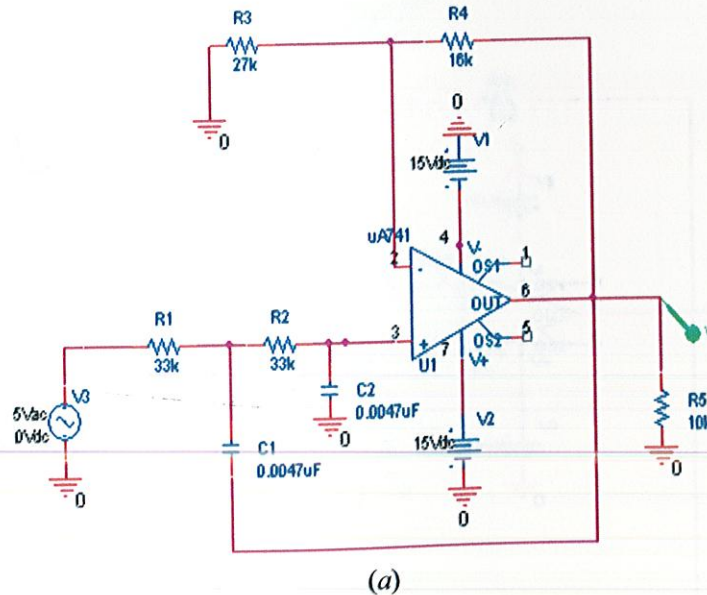 R3
27k
0
R4
16k
0
V1
15Vdc
uA741
4
V-
1
OS1
2
-
6
OUT
5
OS2
3
+
7
V+
U1
R1
33k
R2
33k
V3
5Vac
0Vdc
0
C2
0.0047uF
0
C1
0.0047uF
V2
15Vdc
0
R5
0
(a)